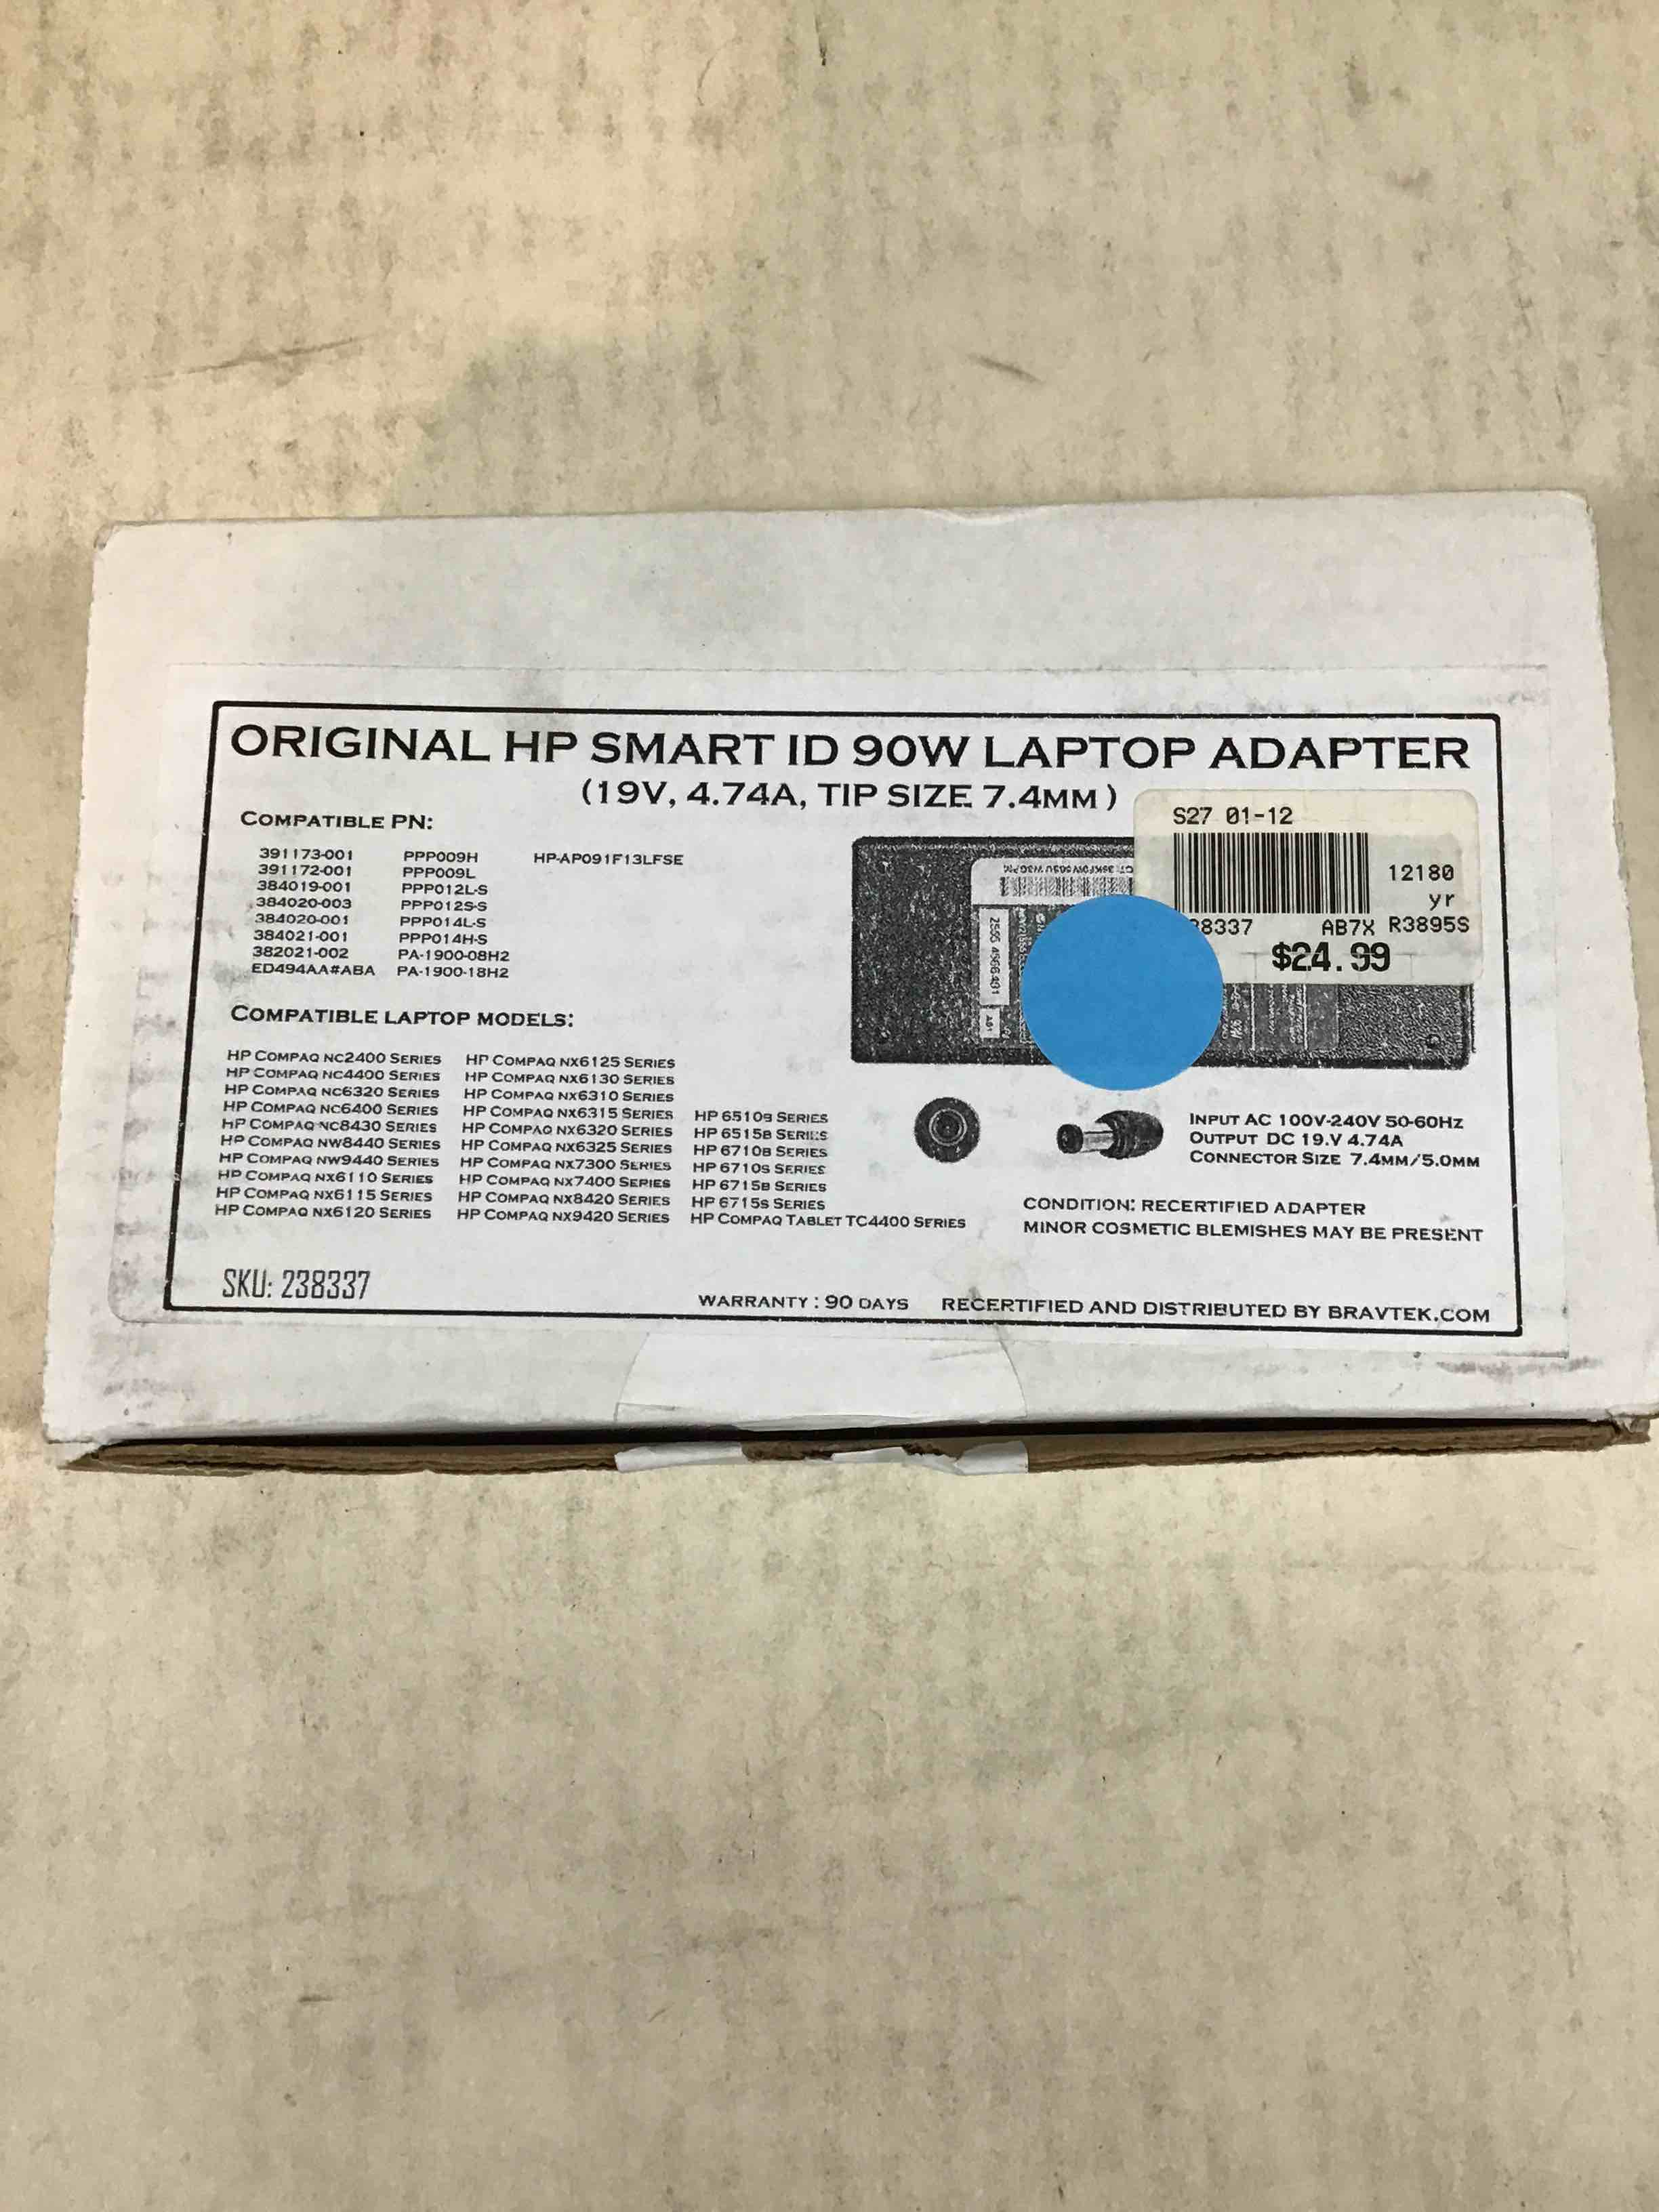 ORIGINAL HP SMART ID 90W LAPTOP ADAPTER
(19V, 4.74A, TIP SIZE 7.4MM )
COMPATIBLE PN:
391173-001 PPP009H HP-AP091F13LFSE
391172-001 PPP009L
384019-001 PPP012L-S
384020-003 PPP012S-S
384020-001 PPP014L-S
384021-001 PPP014H-S
382021-002 PA-1900-08H2
ED494AA#ABA PA-1900-18H2
S27 01-12
12180
yr
8337 AB7X R3895S
$24.99
COMPATIBLE LAPTOP MODELS:
HP COMPAQ NC2400 SERIES HP COMPAQ NX6125 SERIES
HP COMPAQ NC4400 SERIES HP COMPAQ NX6130 SERIES
HP COMPAQ NC6320 SERIES HP COMPAQ NX6310 SERIES
HP COMPAQ NC6400 SERIES HP COMPAQ NX6315 SERIES HP 6510B SERIES
HP COMPAQ NC8430 SERIES HP COMPAQ NX6320 SERIES HP 6515B SERIES
HP COMPAQ NW8440 SERIES HP COMPAQ NX6325 SERIES HP 6710B SERIES
HP COMPAQ NW9440 SERIES HP COMPAQ NX7300 SERIES HP 6710S SERIES
HP COMPAQ NX6110 SERIES HP COMPAQ NX7400 SERIES HP 6715B SERIES
HP COMPAQ NX6115 SERIES HP COMPAQ NX8420 SERIES HP 6715S SERIES
HP COMPAQ NX6120 SERIES HP COMPAQ NX9420 SERIES HP COMPAQ TABLET TC4400 SERIES
INPUT AC 100V-240V 50-60HZ
OUTPUT DC 19.V 4.74A
CONNECTOR SIZE 7.4MM/5.0MM
CONDITION: RECERTIFIED ADAPTER
MINOR COSMETIC BLEMISHES MAY BE PRESENT
SKU: 238337
WARRANTY : 90 DAYS RECERTIFIED AND DISTRIBUTED BY BRAVTEK.COM